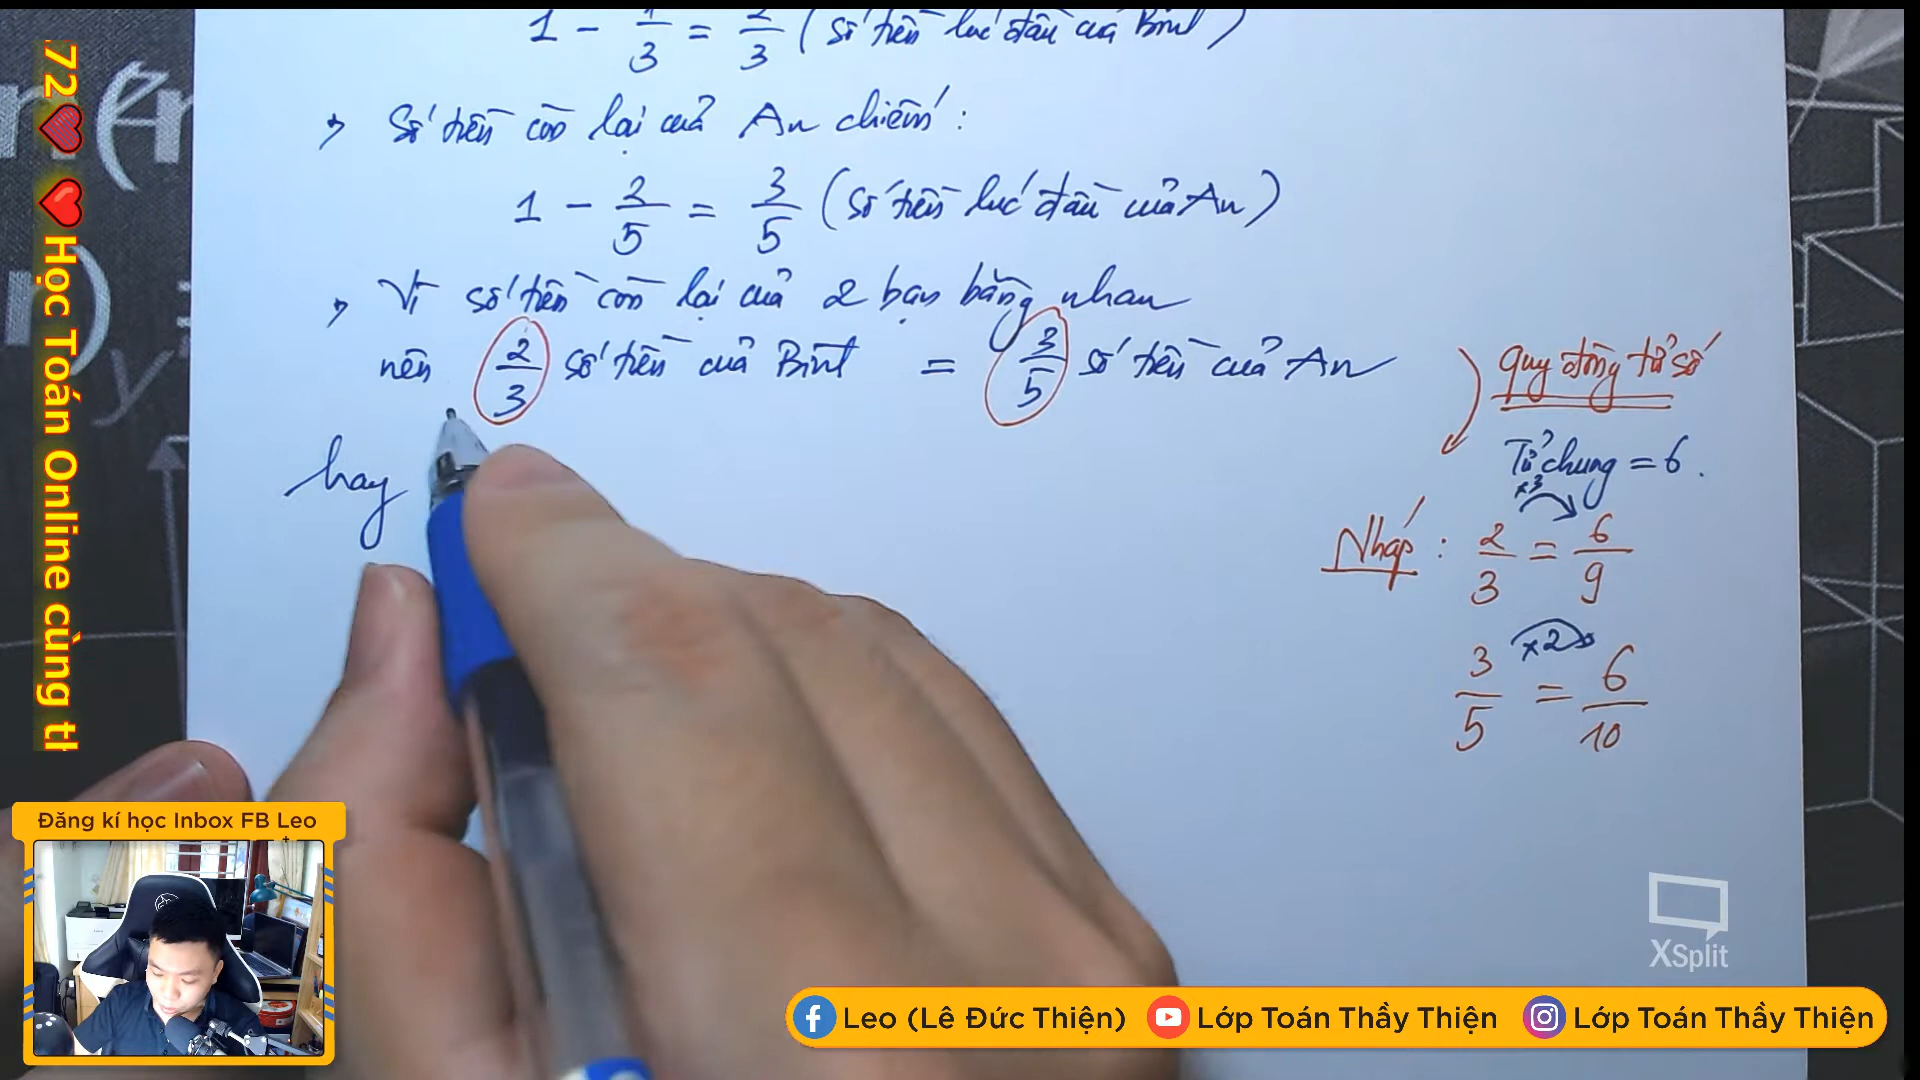 1 - 1/3 = 2/3 (Số tiền lúc đầu của Bình)
Số tiền còn lại của An chiếm:
1 - 2/5 = 3/5 (Số tiền lúc đầu của An)
Vì số tiền còn lại của 2 bạn bằng nhau
nên 2/3 số tiền của Bình = 3/5 số tiền của An
hay
Quy đồng tử số
Tử chung = 6.
x3
Nháp: 2/3 = 6/9
x2
3/5 = 6/10
72❤️ ❤️Học Toán Online cùng
Đăng kí học Inbox FB Leo
XSplit
Leo (Lê Đức Thiện) Lớp Toán Thầy Thiện Lớp Toán Thầy Thiện